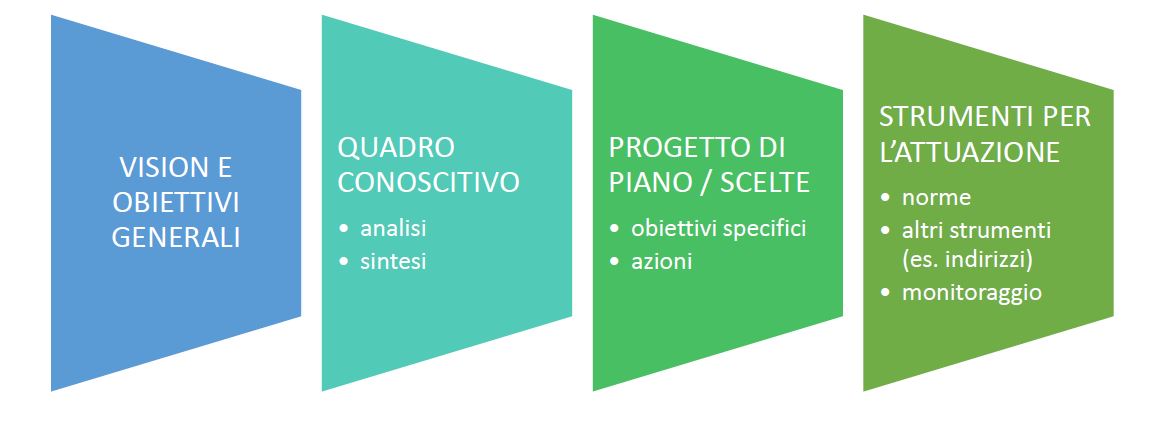 VISION E
OBIETTIVI
GENERALI
QUADRO
CONOSCITIVO
• analisi
• sintesi
PROGETTO DI
PIANO / SCELTE
• obiettivi specifici
• azioni
STRUMENTI PER
L’ATTUAZIONE
• norme
• altri strumenti
(es. indirizzi)
• monitoraggio